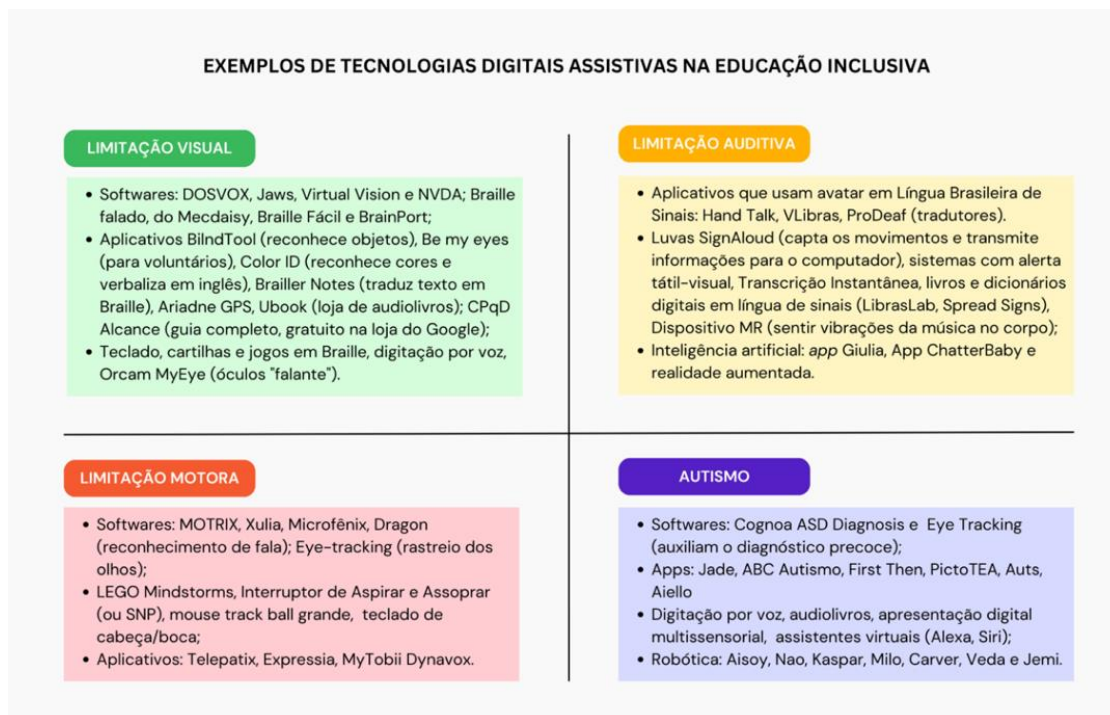 EXEMPLOS DE TECNOLOGIAS DIGITAIS ASSISTIVAS NA EDUCAÇÃO INCLUSIVA
LIMITAÇÃO VISUAL
• Softwares: DOSVOX, Jaws, Virtual Vision e NVDA; Braille
falado, do Mecdaisy, Braille Fácil e BrainPort;
• Aplicativos BilndTool (reconhece objetos), Be my eyes
(para voluntários), Color ID (reconhece cores e
verbaliza em inglês), Brailler Notes (traduz texto em
Braille), Ariadne GPS, Ubook (loja de audiolivros); CPqD
Alcance (guia completo, gratuito na loja do Google);
• Teclado, cartilhas e jogos em Braille, digitação por voz,
Orcam MyEye (óculos "falante").
LIMITAÇÃO AUDITIVA
• Aplicativos que usam avatar em Língua Brasileira de
Sinais: Hand Talk, VLibras, ProDeaf (tradutores).
• Luvas SignAloud (capta os movimentos e transmite
informações para o computador), sistemas com alerta
tátil-visual, Transcrição Instantânea, livros e dicionários
digitais em língua de sinais (LibrasLab, Spread Signs),
Dispositivo MR (sentir vibrações da música no corpo);
• Inteligência artificial: app Giulia, App ChatterBaby e
realidade aumentada.
LIMITAÇÃO MOTORA
• Softwares: MOTRIX, Xulia, Microfênix, Dragon
(reconhecimento de fala); Eye-tracking (rastreio dos
olhos);
• LEGO Mindstorms, Interruptor de Aspirar e Assoprar
(ou SNP), mouse track ball grande, teclado de
cabeça/boca;
• Aplicativos: Telepatix, Expressia, MyTobii Dynavox.
AUTISMO
• Softwares: Cognoa ASD Diagnosis e Eye Tracking
(auxiliam o diagnóstico precoce);
• Apps: Jade, ABC Autismo, First Then, PictoTEA, Auts,
Aiello
• Digitação por voz, audiolivros, apresentação digital
multissensorial, assistentes virtuais (Alexa, Siri);
• Robótica: Aisoy, Nao, Kaspar, Milo, Carver, Veda e Jemi.